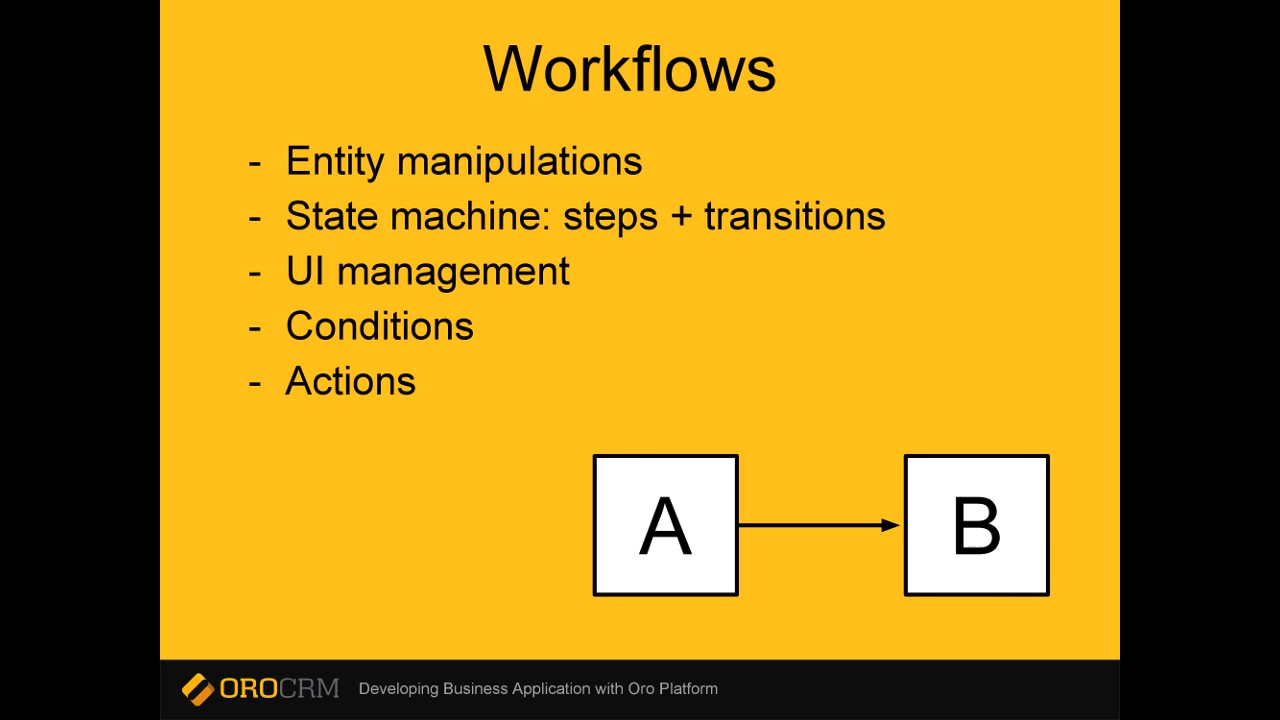 Workflows
- Entity manipulations
- State machine: steps + transitions
- UI management
- Conditions
- Actions
A B
OROCRM Developing Business Application with Oro Platform